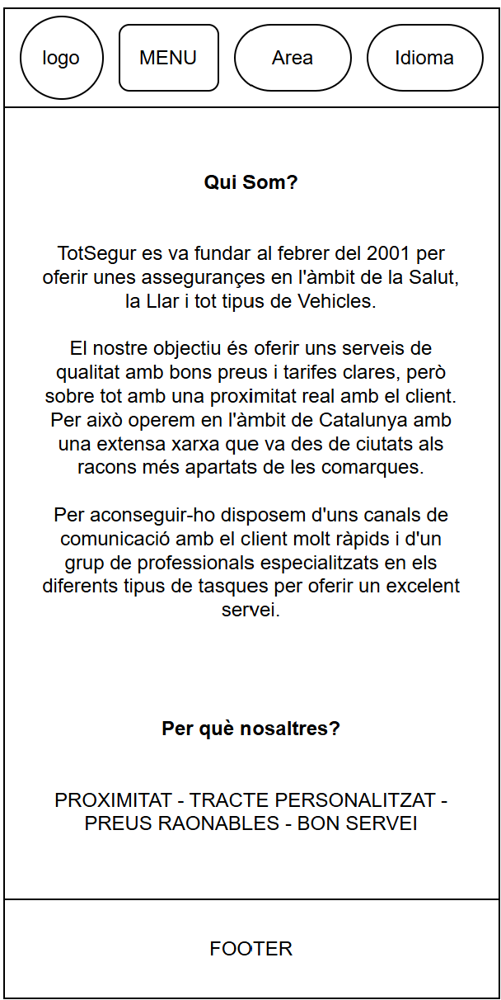 logo MENU Area Idioma
Qui Som?
TotSegur es va fundar al febrer del 2001 per
oferir unes assegurançes en l'àmbit de la Salut,
la Llar i tot tipus de Vehicles.
El nostre objectiu és oferir uns serveis de
qualitat amb bons preus i tarifes clares, però
sobre tot amb una proximitat real amb el client.
Per això operem en l'àmbit de Catalunya amb
una extensa xarxa que va des de ciutats als
racons més apartats de les comarques.
Per aconseguir-ho disposem d'uns canals de
comunicació amb el client molt ràpids i d'un
grup de professionals especialitzats en els
diferents tipus de tasques per oferir un excelent
servei.
Per què nosaltres?
PROXIMITAT - TRACTE PERSONALITZAT -
PREUS RAONABLES - BON SERVEI
FOOTER